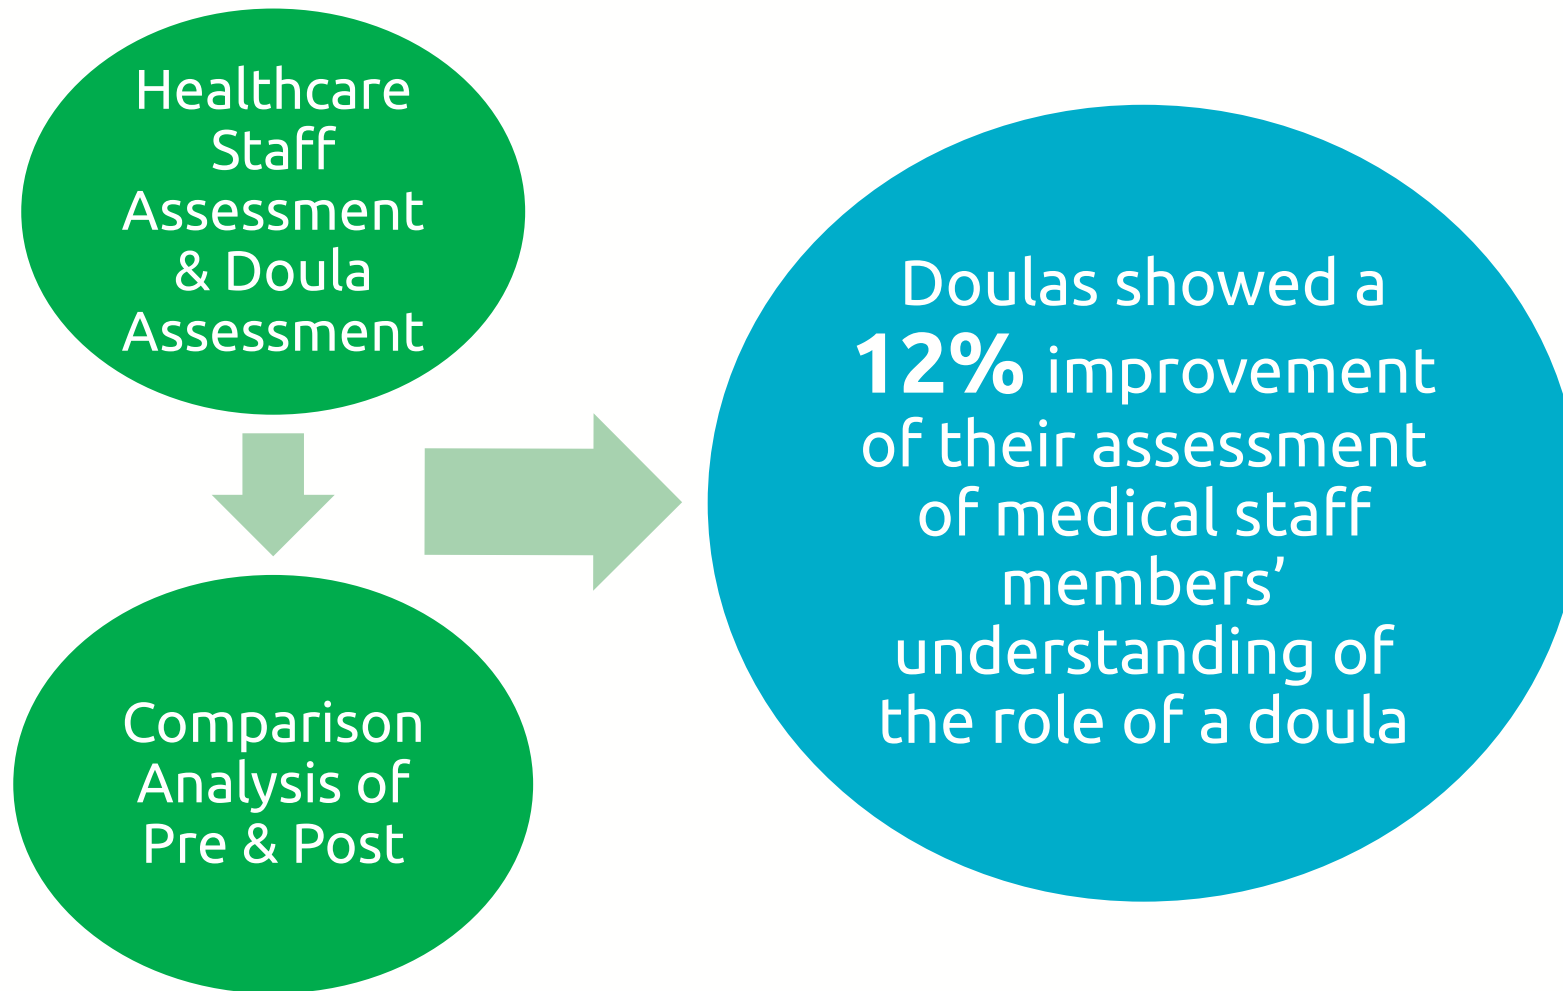 Healthcare
Staff
Assessment
& Doula
Assessment
Comparison
Analysis of
Pre & Post
Doulas showed a
12% improvement
of their assessment
of medical staff
members’
understanding of
the role of a doula